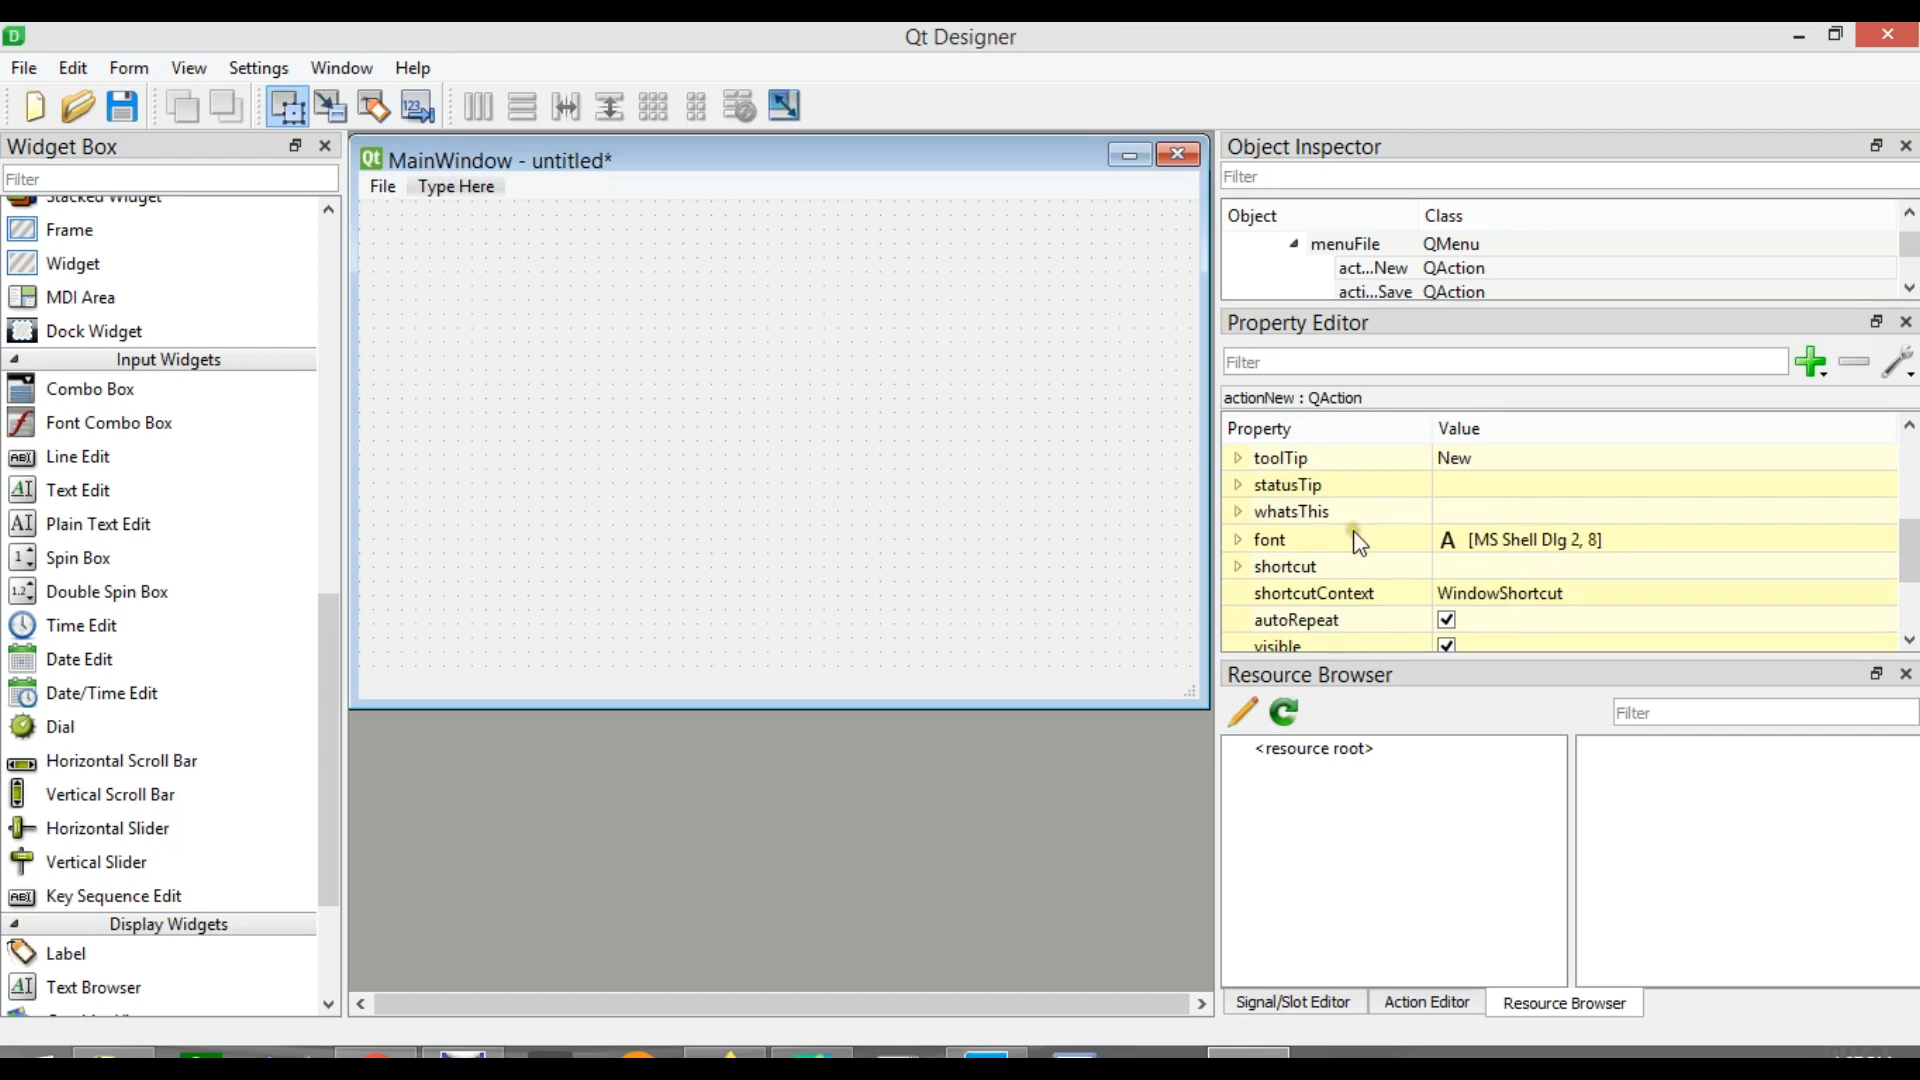 Qt Designer
File Edit Form View Settings Window Help
Widget Box
Filter
Stacked Widget
Frame
Widget
MDI Area
Dock Widget
Input Widgets
Combo Box
Font Combo Box
Line Edit
Text Edit
Plain Text Edit
Spin Box
Double Spin Box
Time Edit
Date Edit
Date/Time Edit
Dial
Horizontal Scroll Bar
Vertical Scroll Bar
Horizontal Slider
Vertical Slider
Key Sequence Edit
Display Widgets
Label
Text Browser
MainWindow - untitled*
File Type Here
Object Inspector
Filter
Object Class
menuFile QMenu
act...New QAction
acti...Save QAction
Property Editor
Filter
actionNew : QAction
Property Value
toolTip New
statusTip
whatsThis
font A [MS Shell Dlg 2, 8]
shortcut
shortcutContext WindowShortcut
autoRepeat
visible
Resource Browser
Filter
<resource root>
Signal/Slot Editor Action Editor Resource Browser